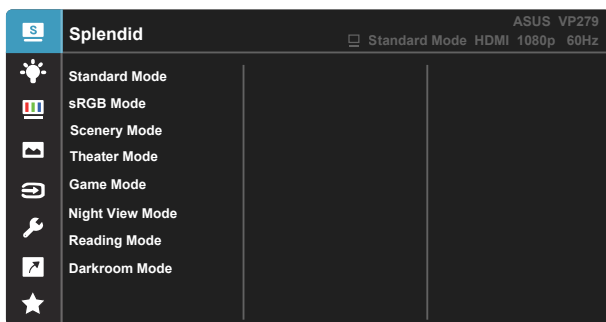 S
Splendid
ASUS VP279
Standard Mode HDMI 1080p 60Hz
Standard Mode
sRGB Mode
Scenery Mode
Theater Mode
Game Mode
Night View Mode
Reading Mode
Darkroom Mode